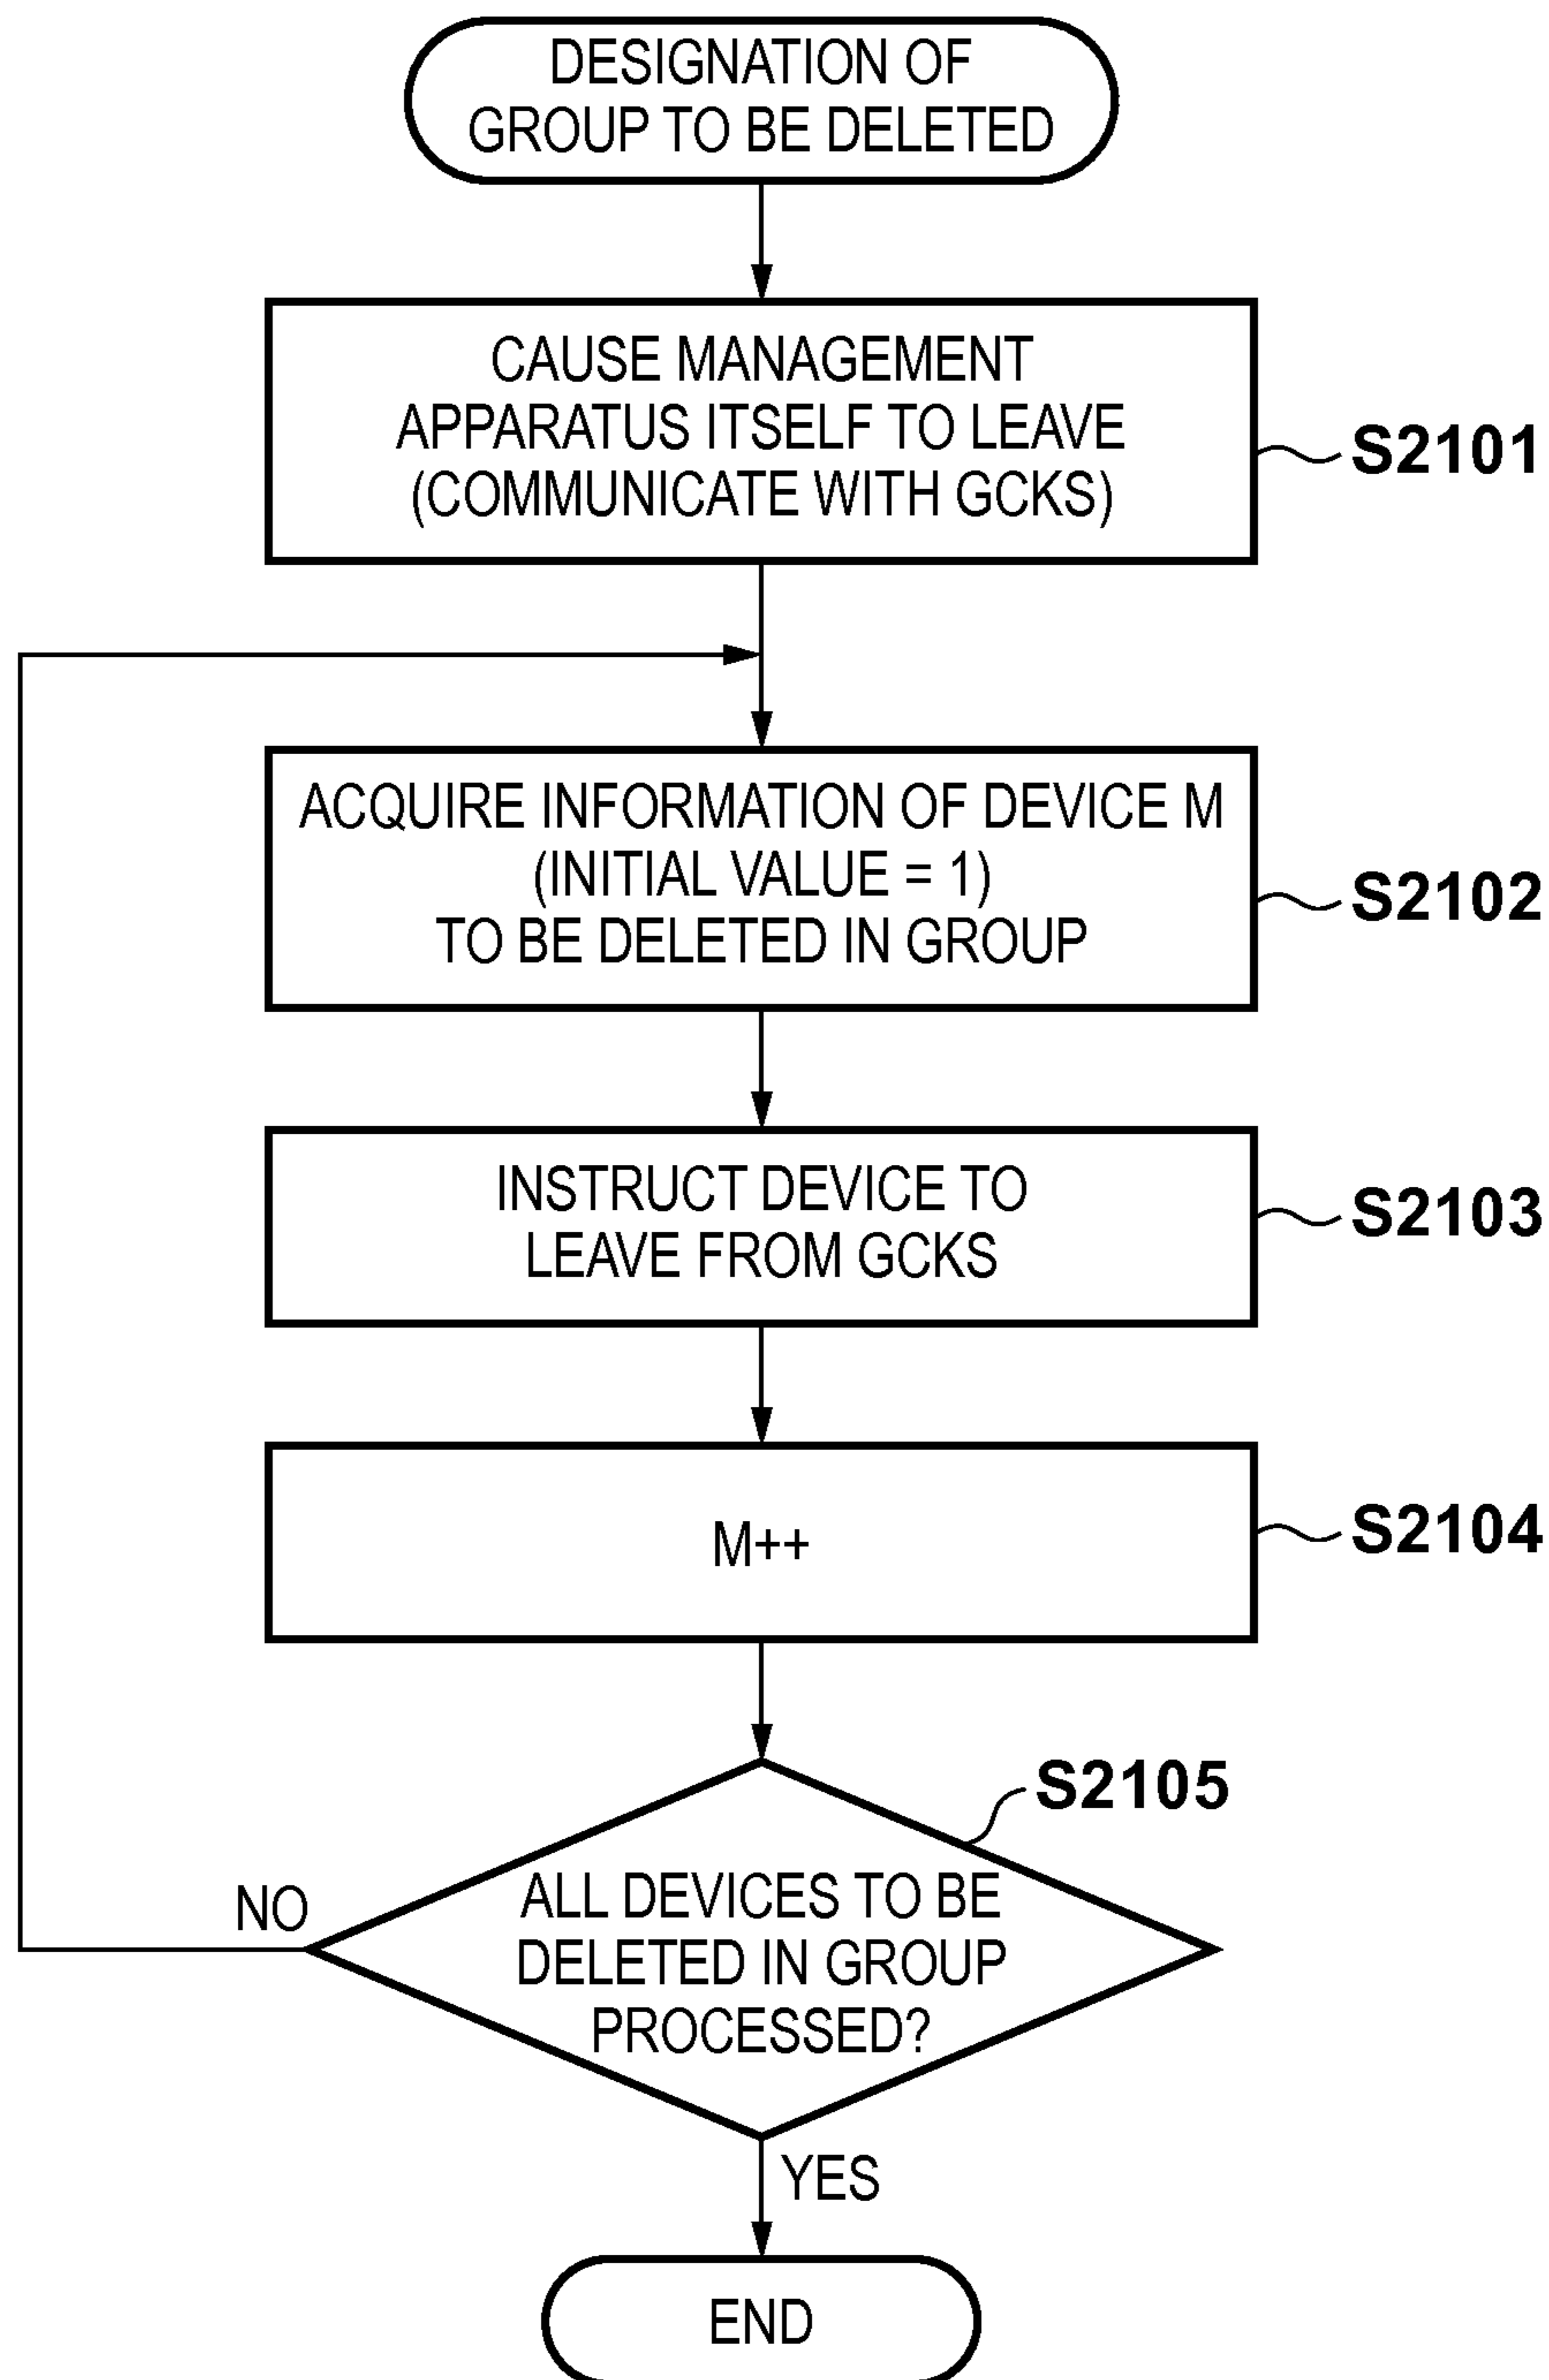 DESIGNATION OF
GROUP TO BE DELETED
CAUSE MANAGEMENT
APPARATUS ITSELF TO LEAVE
(COMMUNICATE WITH GCKS)
S2101
ACQUIRE INFORMATION OF DEVICE M
(INITIAL VALUE = 1)
TO BE DELETED IN GROUP
S2102
INSTRUCT DEVICE TO
LEAVE FROM GCKS
S2103
M++
S2104
S2105
ALL DEVICES TO BE
DELETED IN GROUP
PROCESSED?
NO
YES
END